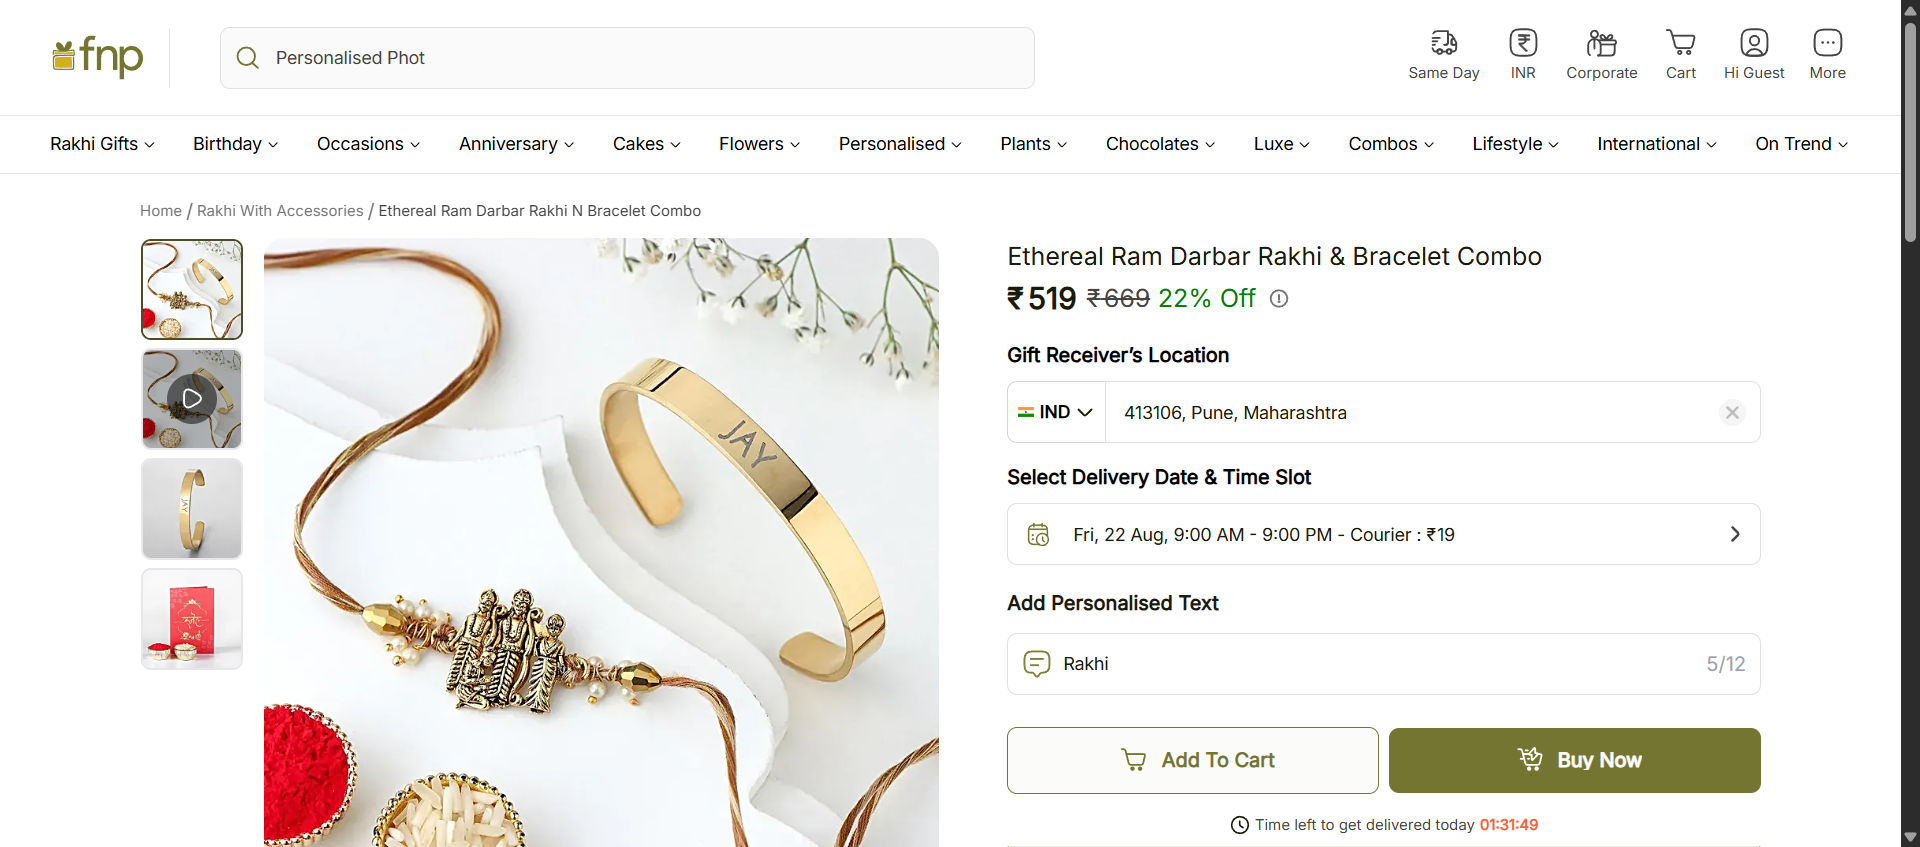 fnp
Personalised Phot
Same Day
INR
Corporate
Cart
Hi Guest
More
Rakhi Gifts
Birthday
Occasions
Anniversary
Cakes
Flowers
Personalised
Plants
Chocolates
Luxe
Combos
Lifestyle
International
On Trend
Home / Rakhi With Accessories / Ethereal Ram Darbar Rakhi N Bracelet Combo
JAY
JAY
Ethereal Ram Darbar Rakhi & Bracelet Combo
₹ 519 ₹ 669 22% Off
Gift Receiver’s Location
IND 413106, Pune, Maharashtra
Select Delivery Date & Time Slot
Fri, 22 Aug, 9:00 AM - 9:00 PM - Courier : ₹19
Add Personalised Text
Rakhi 5/12
Add To Cart
Buy Now
Time left to get delivered today 01:31:49